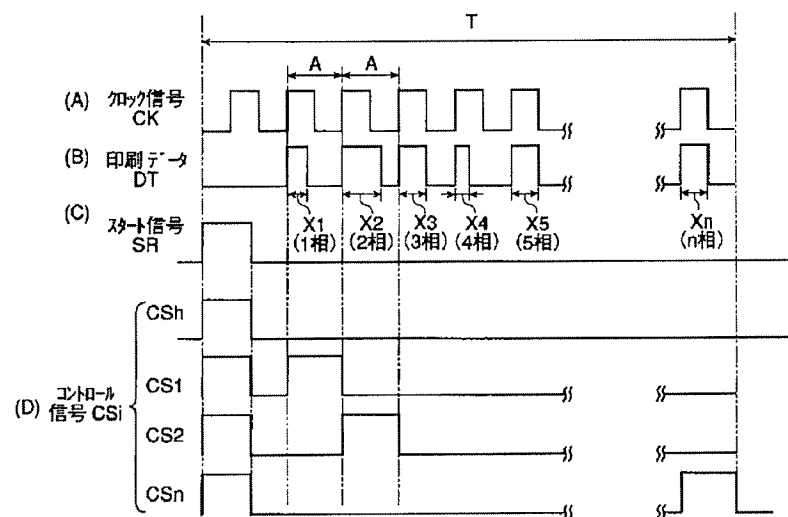 T
A A
(A) クロック信号
CK
(B) 印刷データ
DT
X1 X2 X3 X4 X5 Xn
(1相) (2相) (3相) (4相) (5相) (n相)
(C) スタート信号
SR
CSh
CS1
(D) コントロール
信号 CSi
CS2
CSn